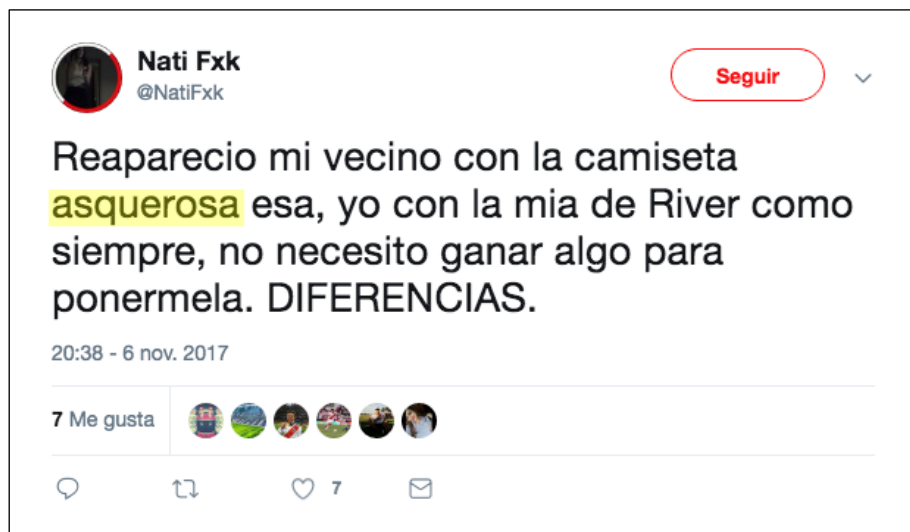 Nati Fxk
@NatiFxk
Seguir
Reaparecio mi vecino con la camiseta
asquerosa esa, yo con la mia de River como
siempre, no necesito ganar algo para
ponermela. DIFERENCIAS.
20:38 - 6 nov. 2017
7 Me gusta
7